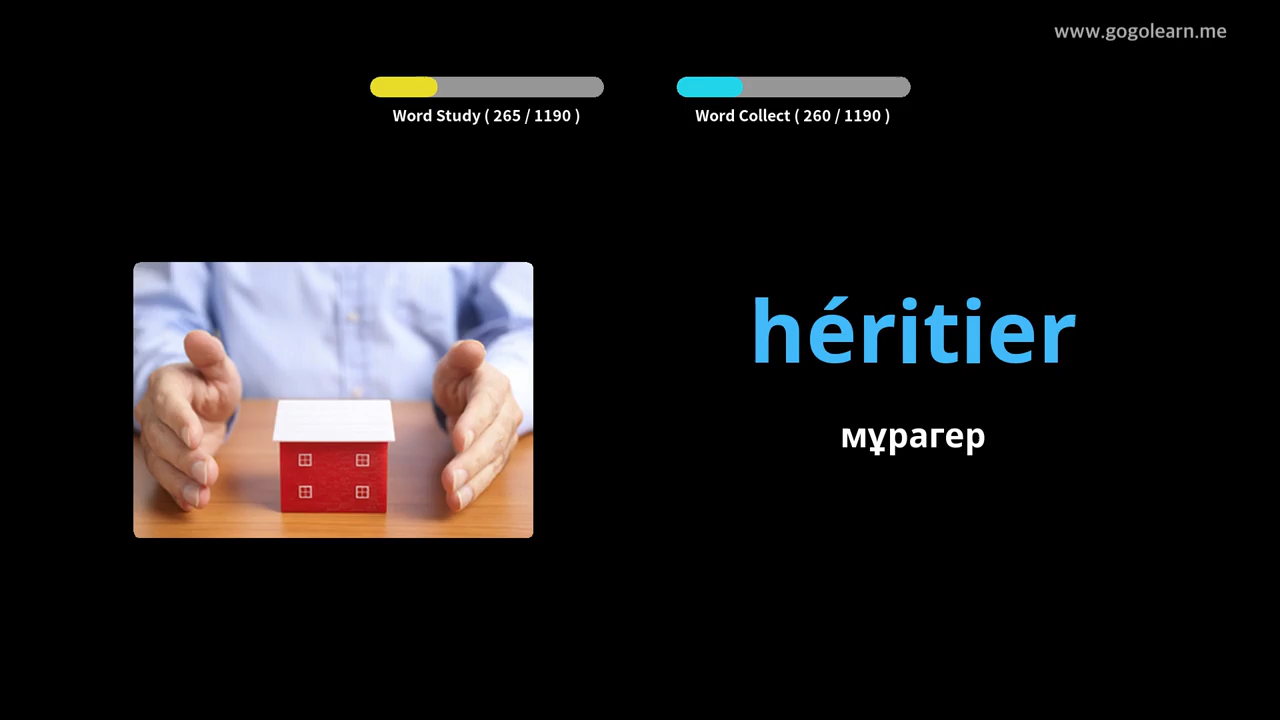 www.gogolearn.me
Word Study ( 265 / 1190 )
Word Collect ( 260 / 1190 )
héritier
мұрагер